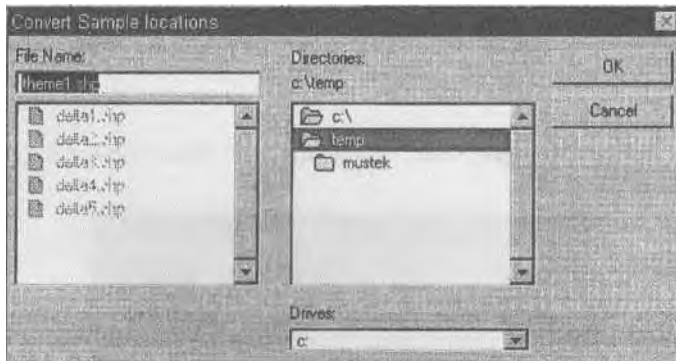 Convert Sample locations
File Name:
theme1.shp
delta1.shp
delta2.shp
delta3.shp
delta4.shp
delta5.shp
Directories:
c:\temp
c:\
temp
mustek
Drives:
c:
OK
Cancel